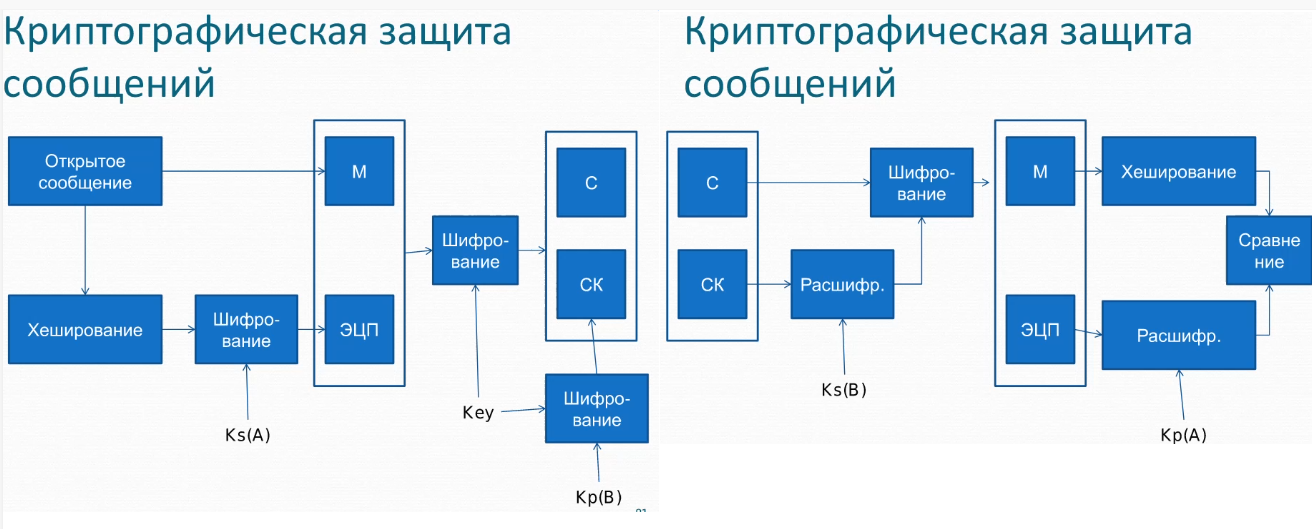 Криптографическая защита
сообщений
Открытое
сообщение
М
С
Шифро-
вание
СК
Хеширование
Шифро-
вание
ЭЦП
Key
Шифро-
вание
Ks(A)
Kp(B)
Криптографическая защита
сообщений
С
Шифро-
вание
М
Хеширование
Сравне
ние
СК
Расшифр.
ЭЦП
Расшифр.
Ks(B)
Kp(A)